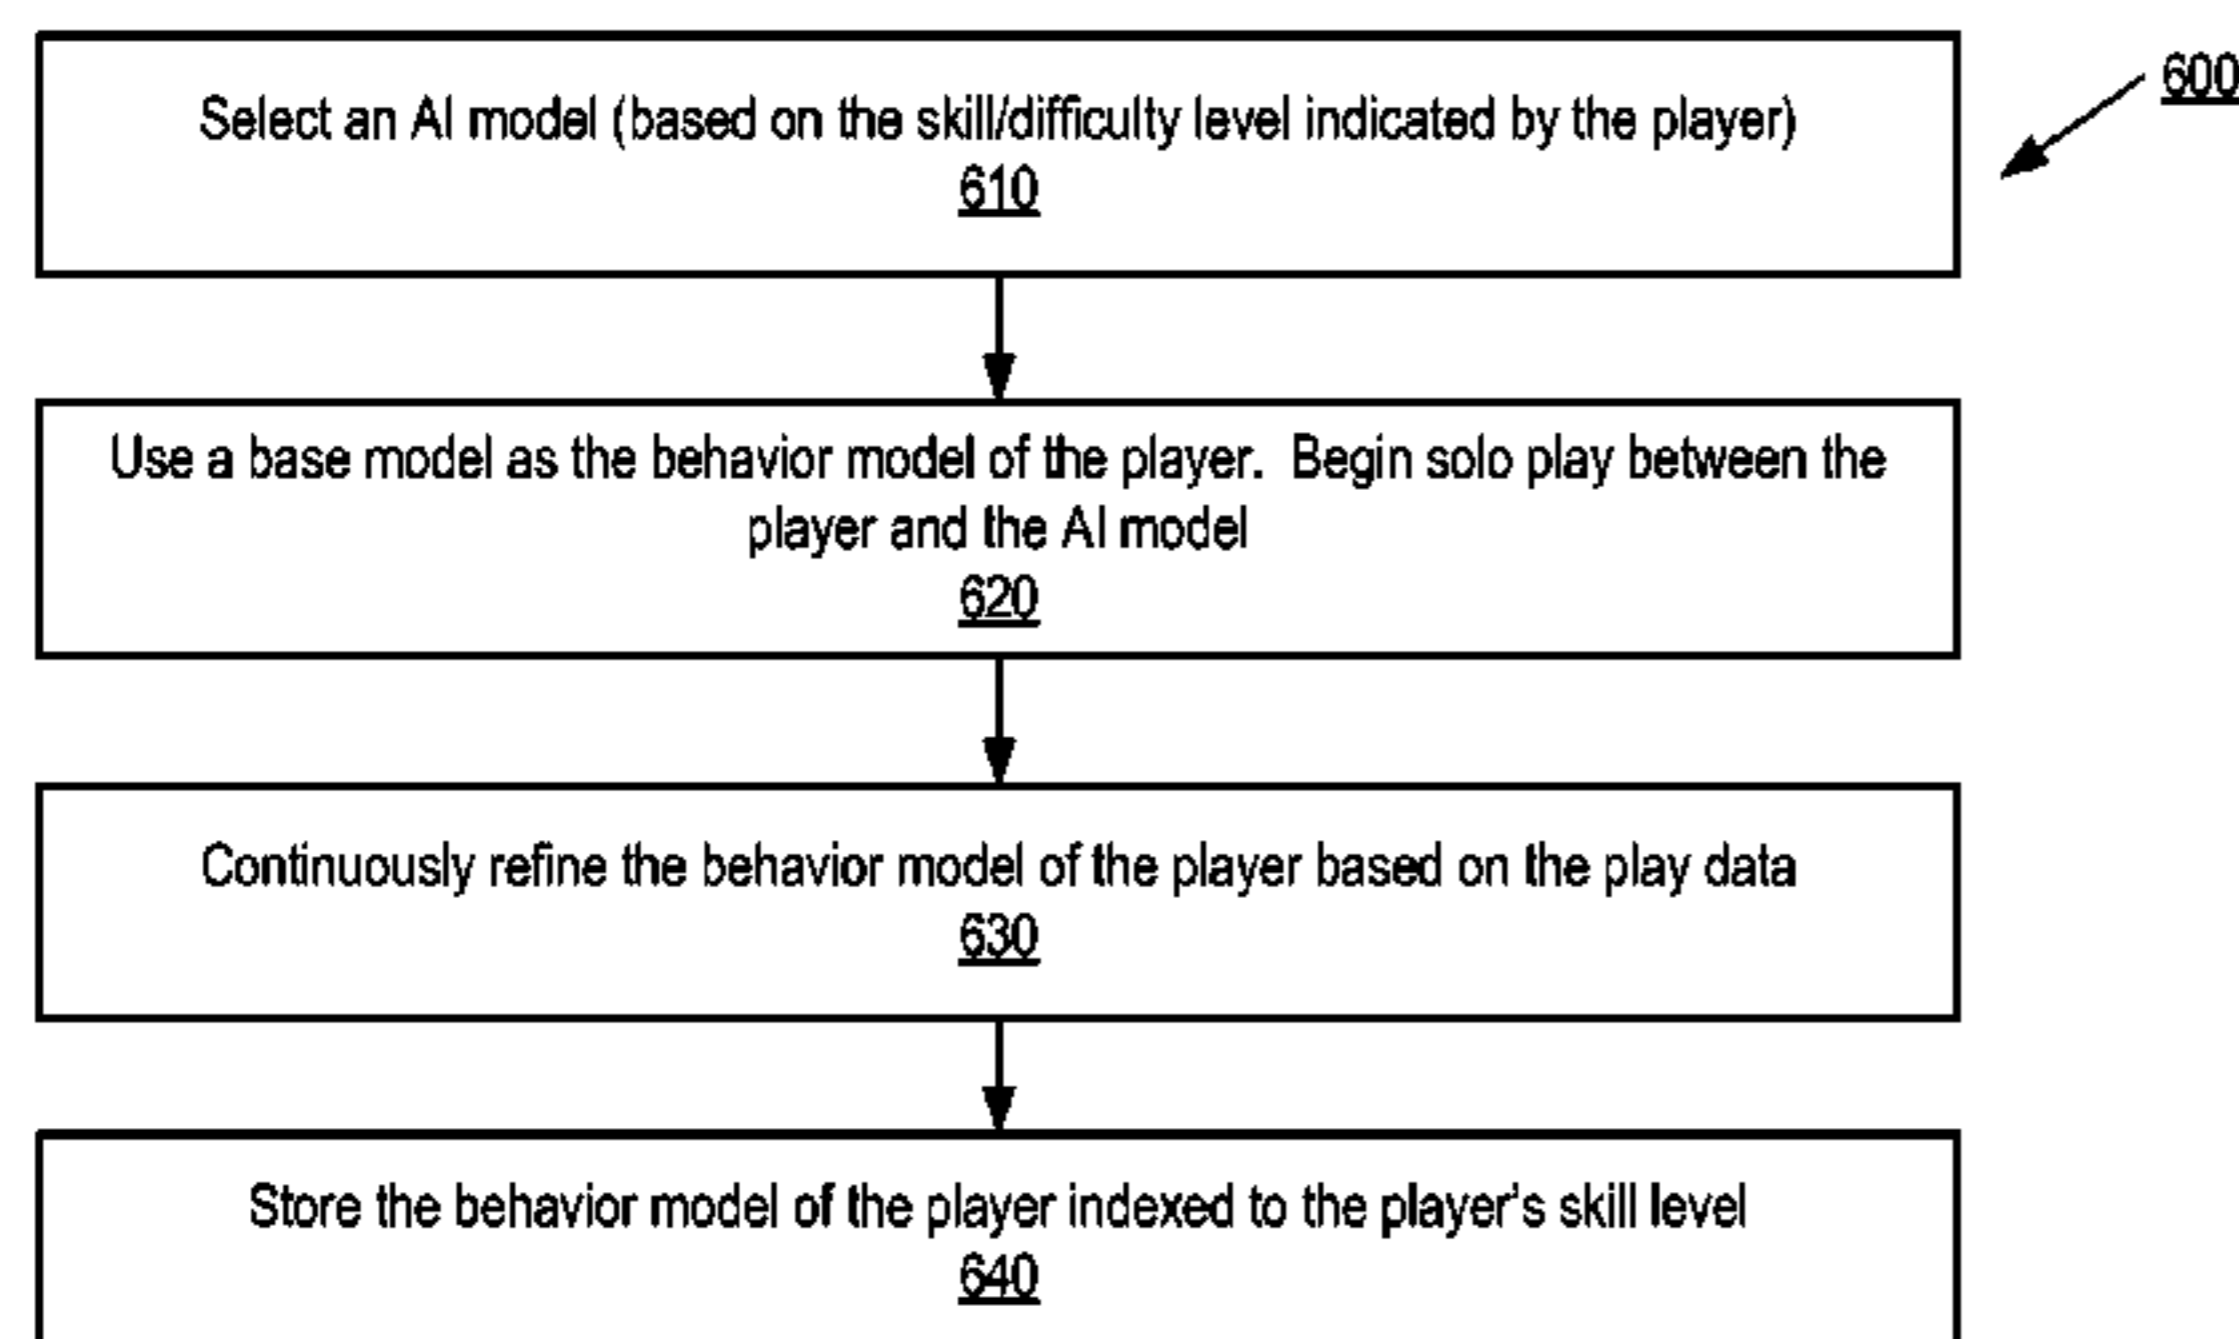 600
Select an AI model (based on the skill/difficulty level indicated by the player)
610
Use a base model as the behavior model of the player.  Begin solo play between the
player and the AI model
620
Continuously refine the behavior model of the player based on the play data
630
Store the behavior model of the player indexed to the player's skill level
640